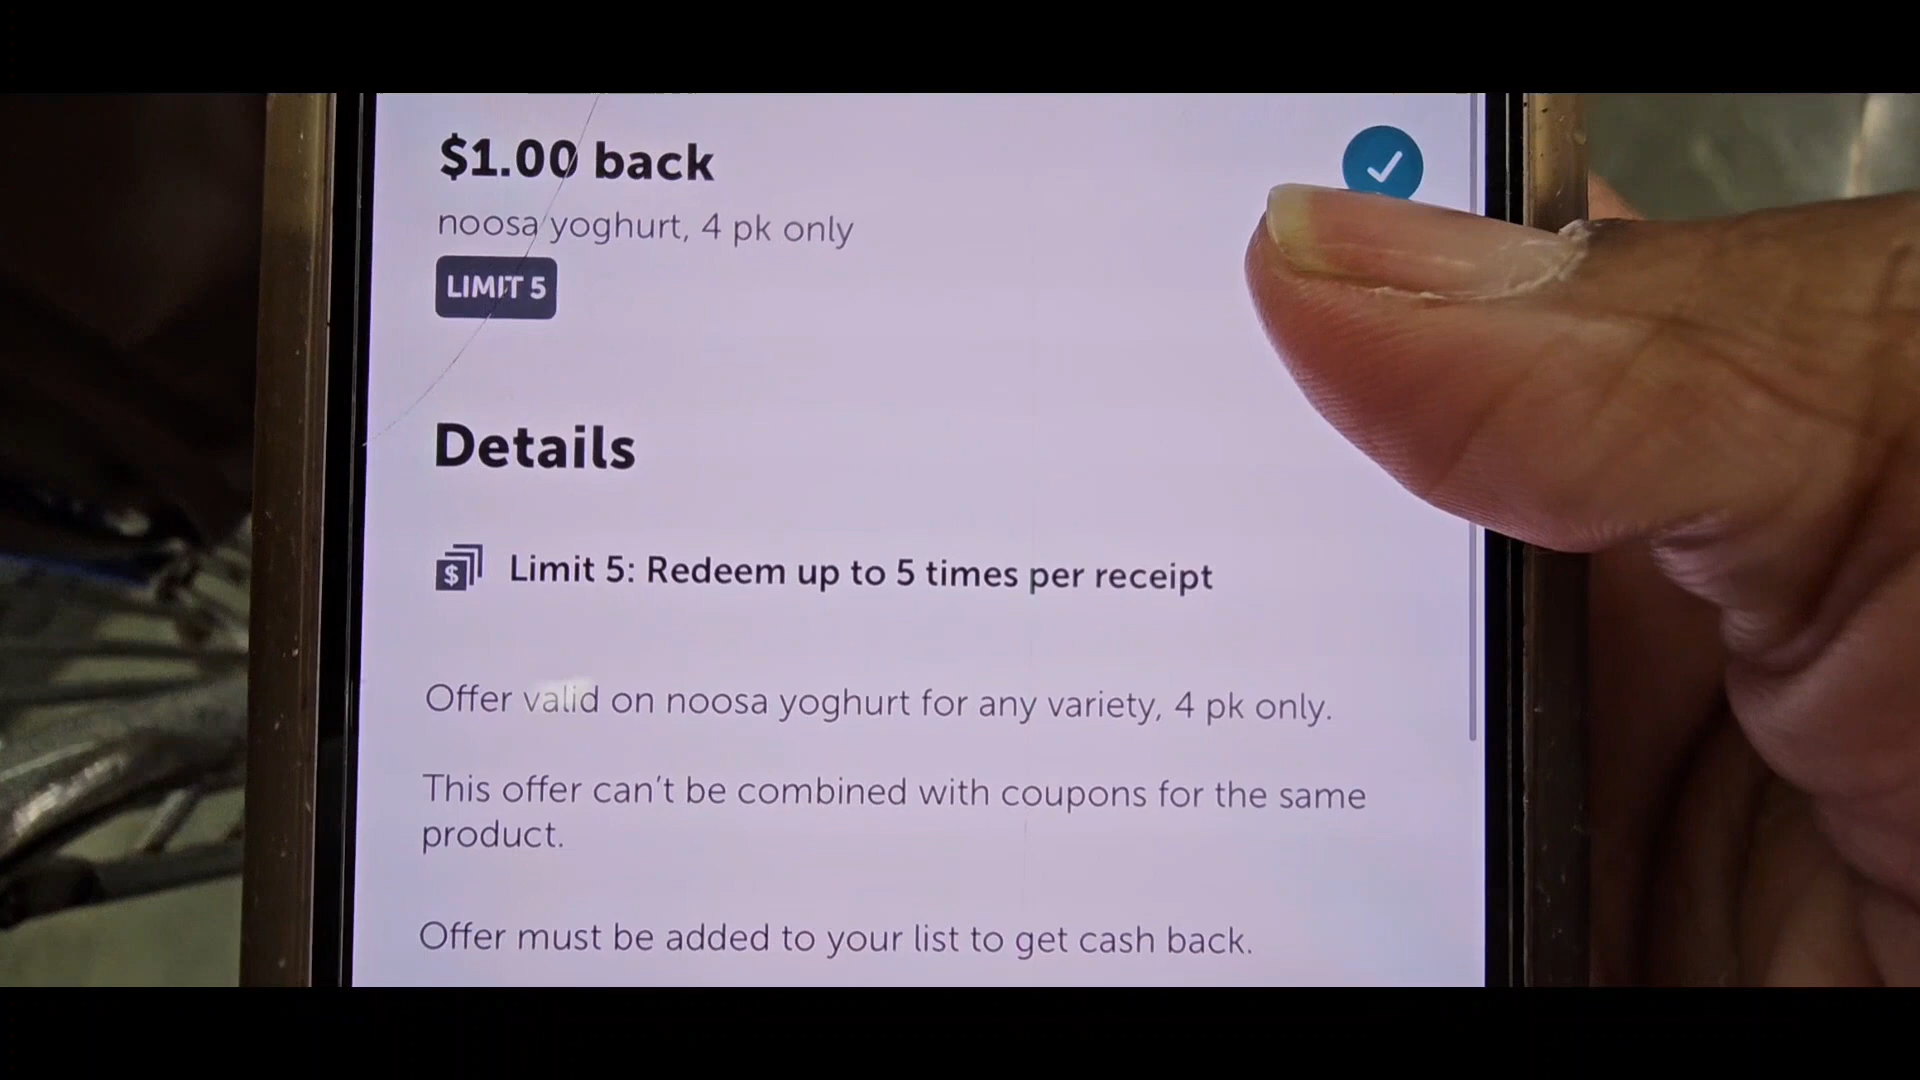 $1.00 back
noosa yoghurt, 4 pk only
LIMIT 5
Details
$ Limit 5: Redeem up to 5 times per receipt
Offer valid on noosa yoghurt for any variety, 4 pk only.
This offer can't be combined with coupons for the same
product.
Offer must be added to your list to get cash back.